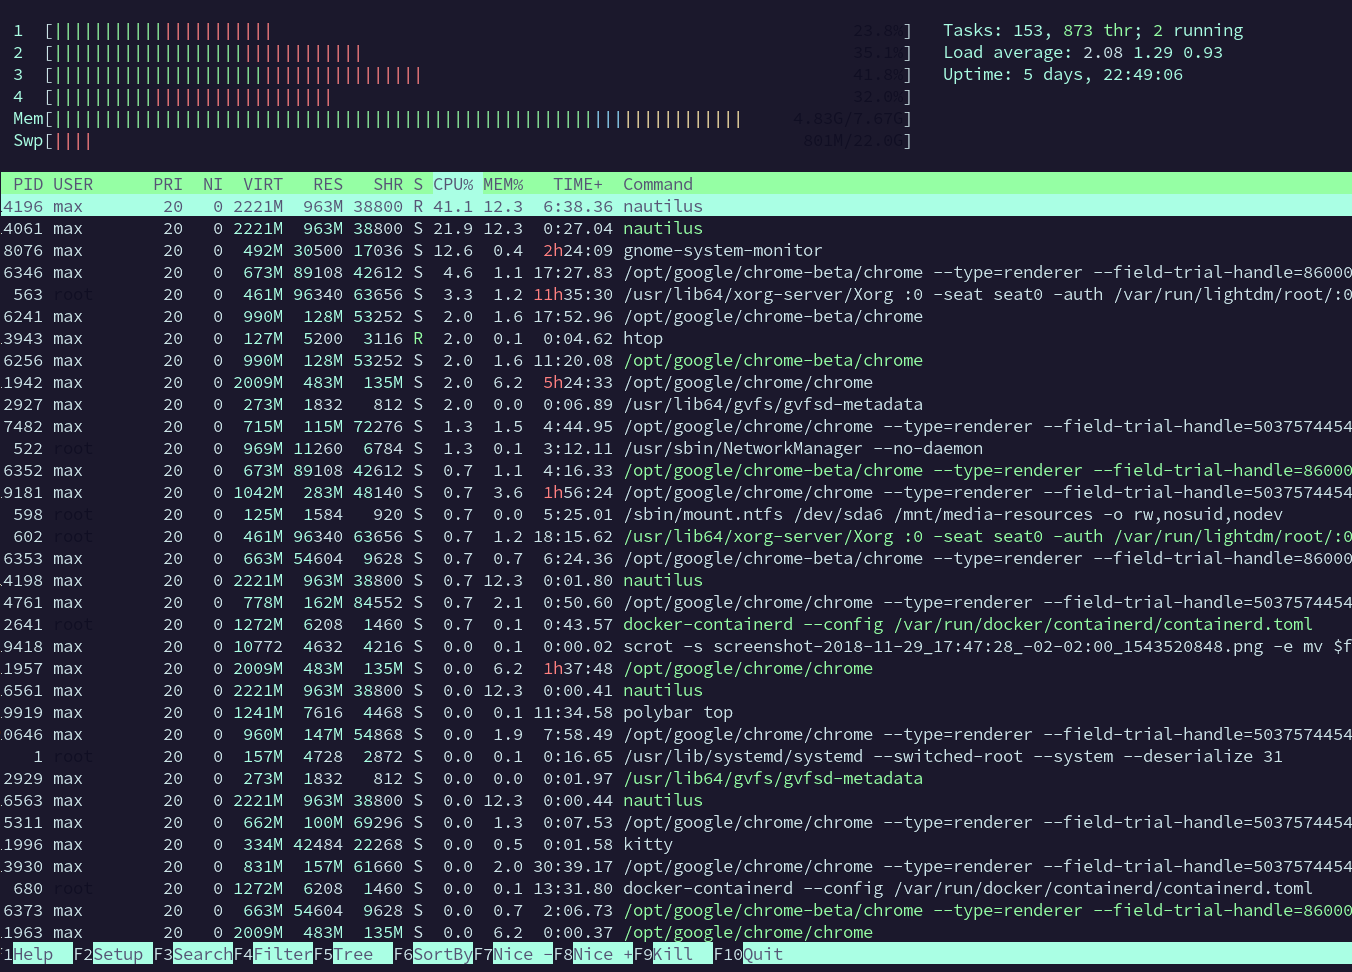 1 [|||||||||||||||||||||| 23.8%] Tasks: 153, 873 thr; 2 running
2 [||||||||||||||||||||||||||||||| 35.1%] Load average: 2.08 1.29 0.93
3 [||||||||||||||||||||||||||||||||||||| 41.8%] Uptime: 5 days, 22:49:06
4 [|||||||||||||||||||||||||||| 32.0%]
Mem[||||||||||||||||||||||||||||||||||||||||||||||||||||||||||||||||||||| 4.83G/7.67G]
Swp[|||| 801M/22.0G]
PID USER PRI NI VIRT RES SHR S CPU% MEM% TIME+ Command
4196 max 20 0 2221M 963M 38800 R 41.1 12.3 6:38.36 nautilus
4061 max 20 0 2221M 963M 38800 S 21.9 12.3 0:27.04 nautilus
8076 max 20 0 492M 30500 17036 S 12.6 0.4 2h24:09 gnome-system-monitor
6346 max 20 0 673M 89108 42612 S 4.6 1.1 17:27.83 /opt/google/chrome-beta/chrome --type=renderer --field-trial-handle=86000
563 root 20 0 461M 96340 63656 S 3.3 1.2 11h35:30 /usr/lib64/xorg-server/Xorg :0 -seat seat0 -auth /var/run/lightdm/root/:0
6241 max 20 0 990M 128M 53252 S 2.0 1.6 17:52.96 /opt/google/chrome-beta/chrome
3943 max 20 0 127M 5200 3116 R 2.0 0.1 0:04.62 htop
6256 max 20 0 990M 128M 53252 S 2.0 1.6 11:20.08 /opt/google/chrome-beta/chrome
1942 max 20 0 2009M 483M 135M S 2.0 6.2 5h24:33 /opt/google/chrome/chrome
2927 max 20 0 273M 1832 812 S 2.0 0.0 0:06.89 /usr/lib64/gvfs/gvfsd-metadata
7482 max 20 0 715M 115M 72276 S 1.3 1.5 4:44.95 /opt/google/chrome/chrome --type=renderer --field-trial-handle=5037574454
522 root 20 0 969M 11260 6784 S 1.3 0.1 3:12.11 /usr/sbin/NetworkManager --no-daemon
6352 max 20 0 673M 89108 42612 S 0.7 1.1 4:16.33 /opt/google/chrome-beta/chrome --type=renderer --field-trial-handle=86000
9181 max 20 0 1042M 283M 48140 S 0.7 3.6 1h56:24 /opt/google/chrome/chrome --type=renderer --field-trial-handle=5037574454
598 root 20 0 125M 1584 920 S 0.7 0.0 5:25.01 /sbin/mount.ntfs /dev/sda6 /mnt/media-resources -o rw,nosuid,nodev
602 root 20 0 461M 96340 63656 S 0.7 1.2 18:15.62 /usr/lib64/xorg-server/Xorg :0 -seat seat0 -auth /var/run/lightdm/root/:0
6353 max 20 0 663M 54604 9628 S 0.7 0.7 6:24.36 /opt/google/chrome-beta/chrome --type=renderer --field-trial-handle=86000
4198 max 20 0 2221M 963M 38800 S 0.7 12.3 0:01.80 nautilus
4761 max 20 0 778M 162M 84552 S 0.7 2.1 0:50.60 /opt/google/chrome/chrome --type=renderer --field-trial-handle=5037574454
2641 root 20 0 1272M 6208 1460 S 0.7 0.1 0:43.57 docker-containerd --config /var/run/docker/containerd/containerd.toml
9418 max 20 0 10772 4632 4216 S 0.0 0.1 0:00.02 scrot -s screenshot-2018-11-29_17:47:28_-02-02:00_1543520848.png -e mv $f
1957 max 20 0 2009M 483M 135M S 0.0 6.2 1h37:48 /opt/google/chrome/chrome
6561 max 20 0 2221M 963M 38800 S 0.0 12.3 0:00.41 nautilus
9919 max 20 0 1241M 7616 4468 S 0.0 0.1 11:34.58 polybar top
0646 max 20 0 960M 147M 54868 S 0.0 1.9 7:58.49 /opt/google/chrome/chrome --type=renderer --field-trial-handle=5037574454
1 root 20 0 157M 4728 2872 S 0.0 0.1 0:16.65 /usr/lib/systemd/systemd --switched-root --system --deserialize 31
2929 max 20 0 273M 1832 812 S 0.0 0.0 0:01.97 /usr/lib64/gvfs/gvfsd-metadata
6563 max 20 0 2221M 963M 38800 S 0.0 12.3 0:00.44 nautilus
5311 max 20 0 662M 100M 69296 S 0.0 1.3 0:07.53 /opt/google/chrome/chrome --type=renderer --field-trial-handle=5037574454
1996 max 20 0 334M 42484 22268 S 0.0 0.5 0:01.58 kitty
3930 max 20 0 831M 157M 61660 S 0.0 2.0 30:39.17 /opt/google/chrome/chrome --type=renderer --field-trial-handle=5037574454
680 root 20 0 1272M 6208 1460 S 0.0 0.1 13:31.80 docker-containerd --config /var/run/docker/containerd/containerd.toml
6373 max 20 0 663M 54604 9628 S 0.0 0.7 2:06.73 /opt/google/chrome-beta/chrome --type=renderer --field-trial-handle=86000
1963 max 20 0 2009M 483M 135M S 0.0 6.2 0:00.37 /opt/google/chrome/chrome
F1Help F2Setup F3SearchF4FilterF5Tree F6SortByF7Nice -F8Nice +F9Kill F10Quit